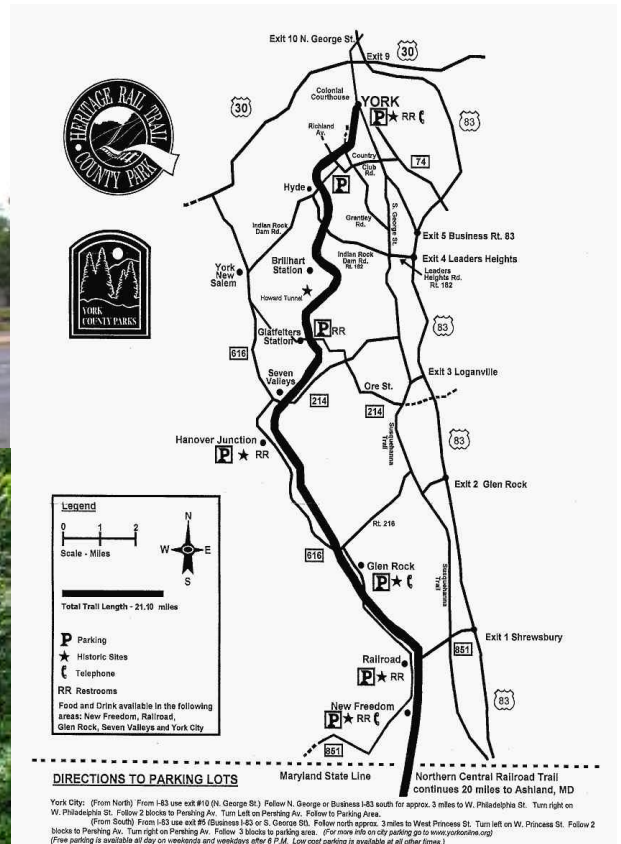 Exit 10 N. George St.
Exit 9
30
30
Colonial
Courthouse
YORK
P ★ RR
83
HERITAGE RAIL TRAIL
COUNTY PARK
Richland
Av.
Country
Club
Rd.
74
P
Hyde
Grantley
Rd.
S. George St.
Exit 5 Business Rt. 83
Indian Rock
Dam Rd.
Indian Rock
Dam Rd.
Rt. 182
Exit 4 Leaders Heights
Leaders
Heights Rd.
Rt. 182
York
New
Salem
Brillhart
Station
Howard Tunnel
YORK
COUNTY PARKS
P RR
Glatfelters
Station
83
616
Exit 3 Loganville
Seven
Valleys
Ore St.
214
214
Susquehanna
Trail
83
Hanover Junction
P ★ RR
Exit 2 Glen Rock
Legend
0 1 2
Scale - Miles
N
W E
S
Rt. 216
616
Glen Rock
P ★
Susquehanna
Trail
Total Trail Length - 21.10 miles
P Parking
★ Historic Sites
Telephone
RR Restrooms
Food and Drink available in the following
areas: New Freedom, Railroad,
Glen Rock, Seven Valleys and York City
Exit 1 Shrewsbury
851
Railroad
P ★ RR
83
New Freedom
P ★ RR
851
Maryland State Line
Northern Central Railroad Trail
continues 20 miles to Ashland, MD
DIRECTIONS TO PARKING LOTS
York City: (From North) From I-83 use exit #10 (N. George St.) Follow N. George or Business I-83 south for approx. 3 miles to W. Philadelphia St. Turn right on
W. Philadelphia St. Follow 2 blocks to Pershing Av. Turn Left on Pershing Av. Follow to Parking Area.
(From South) From I-83 use exit #5 (Business I-83 or S. George St). Follow north approx. 3 miles to West Princess St. Turn left on W. Princess St. Follow 2
blocks to Pershing Av. Turn right on Pershing Av. Follow 3 blocks to parking area. (For more info on city parking go to www.yorkonline.org)
(Free parking is available all day on weekends and weekdays after 6 P.M. Low cost parking is available at all other times.)